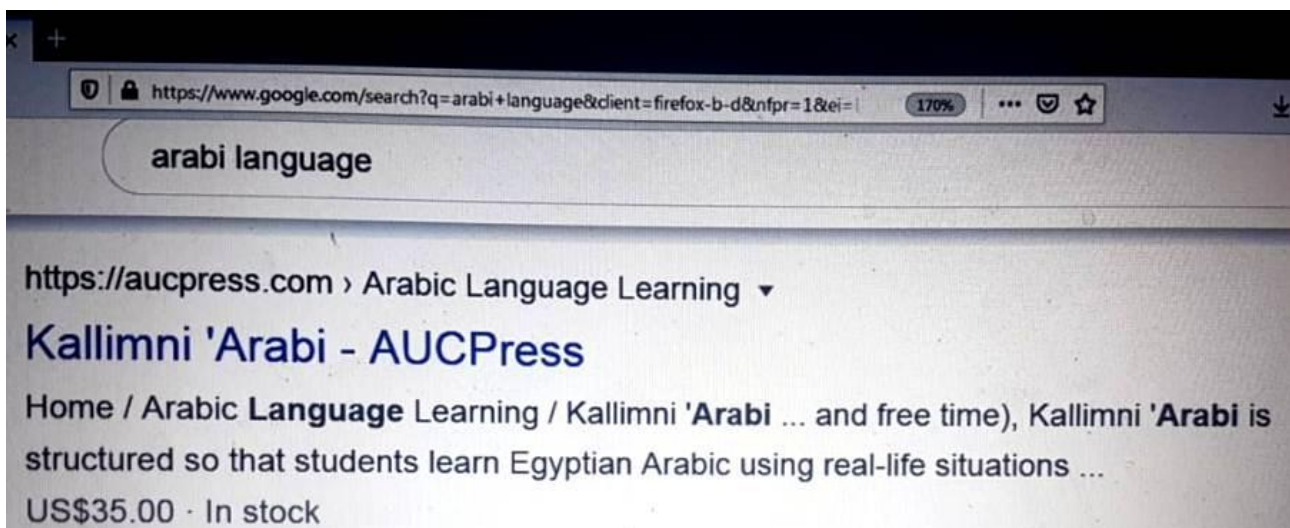 https://www.google.com/search?q=arabi+language&client=firefox-b-d&nfpr=1&ei=
170%
arabi language
https://aucpress.com › Arabic Language Learning
Kallimni 'Arabi - AUCPress
Home / Arabic Language Learning / Kallimni 'Arabi ... and free time), Kallimni 'Arabi is
structured so that students learn Egyptian Arabic using real-life situations ...
US$35.00 · In stock